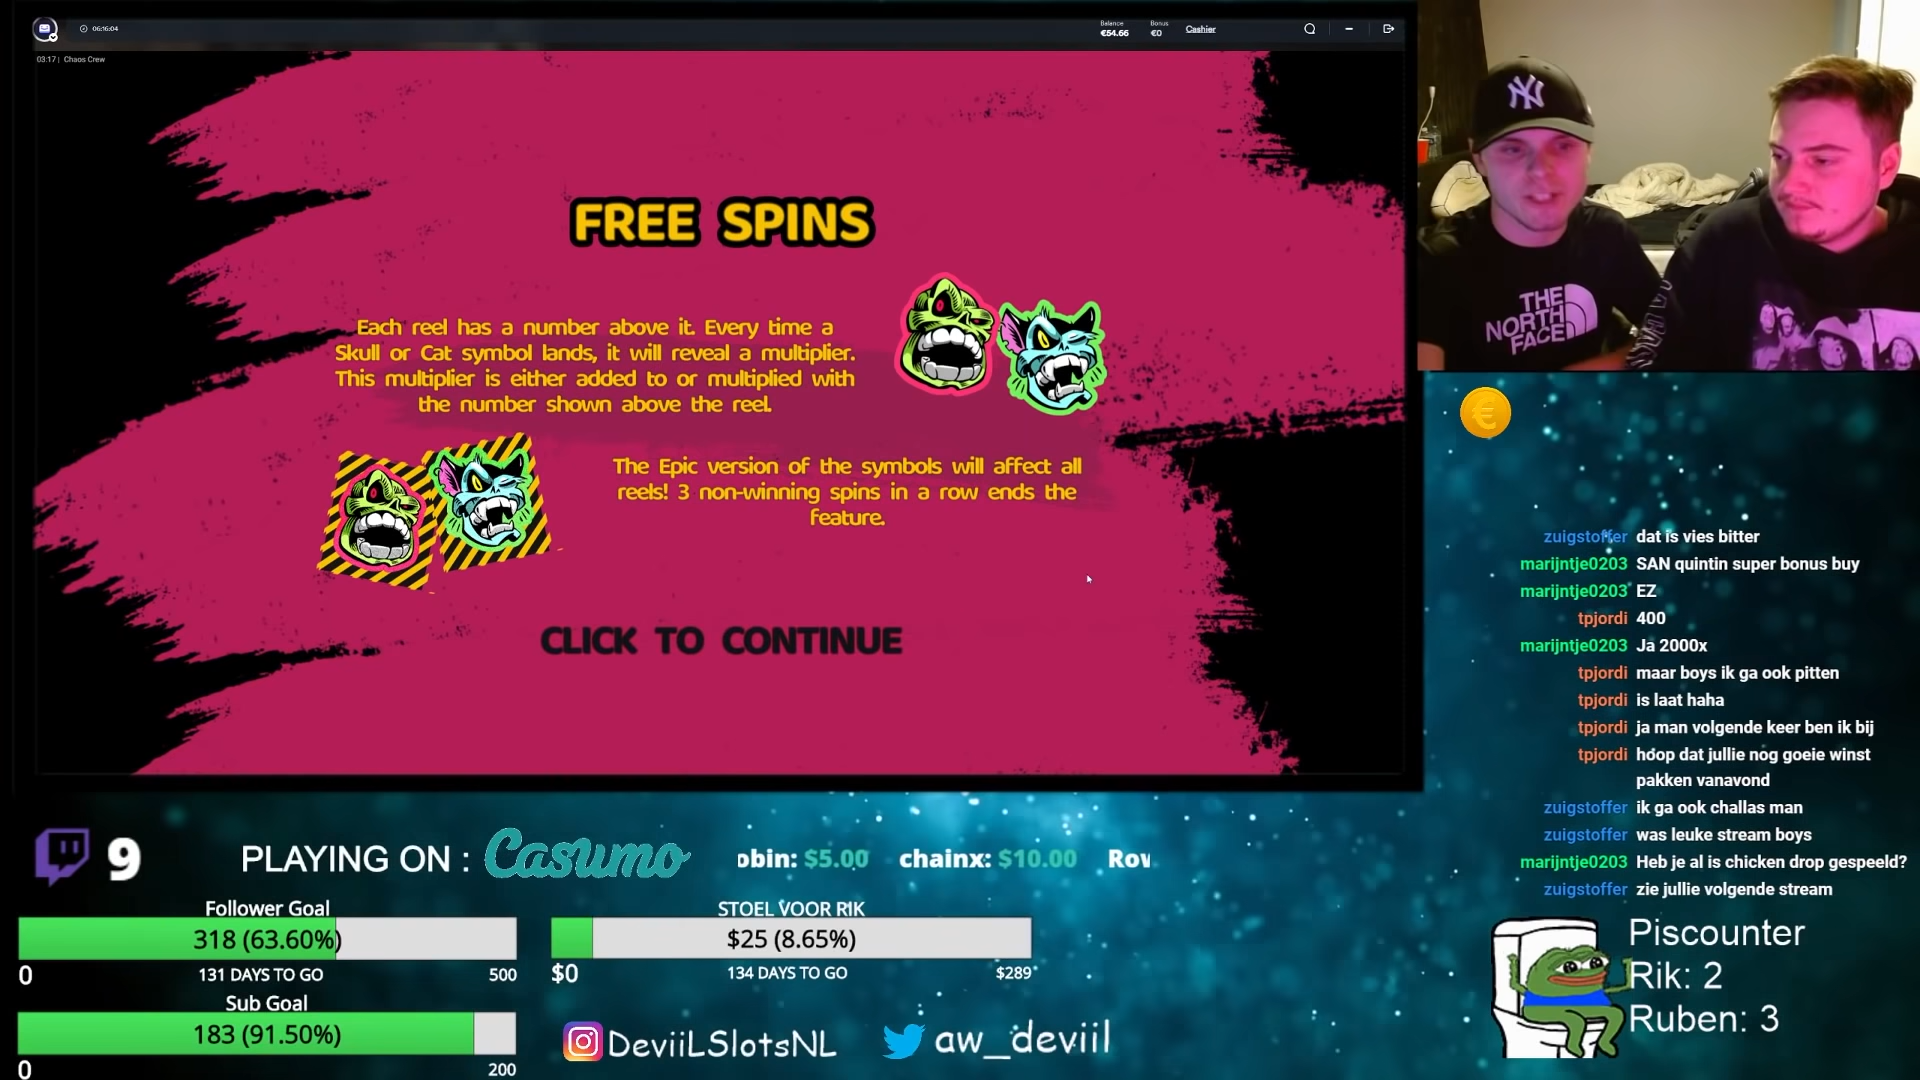 06:16:04
Balance
€54.66
Bonus
€0
Cashier
03:17 | Chaos Crew
FREE SPINS
Each reel has a number above it. Every time a
Skull or Cat symbol lands, it will reveal a multiplier.
This multiplier is either added to or multiplied with
the number shown above the reel.
The Epic version of the symbols will affect all
reels! 3 non-winning spins in a row ends the
feature.
CLICK TO CONTINUE
NY
THE
NORTH
FACE
€
zuigstoffer dat is vies bitter
marijntje0203 SAN quintin super bonus buy
marijntje0203 EZ
tpjordi 400
marijntje0203 Ja 2000x
tpjordi maar boys ik ga ook pitten
tpjordi is laat haha
tpjordi ja man volgende keer ben ik bij
tpjordi hoop dat jullie nog goeie winst
pakken vanavond
zuigstoffer ik ga ook challas man
zuigstoffer was leuke stream boys
marijntje0203 Heb je al is chicken drop gespeeld?
zuigstoffer zie jullie volgende stream
9
PLAYING ON : Casumo
obin: $5.00 chainx: $10.00 Rov
Follower Goal
318 (63.60%)
0 131 DAYS TO GO 500
Sub Goal
183 (91.50%)
0 200
STOEL VOOR RIK
$25 (8.65%)
$0 134 DAYS TO GO $289
DeviiLSlotsNL
aw_deviil
Piscounter
Rik: 2
Ruben: 3